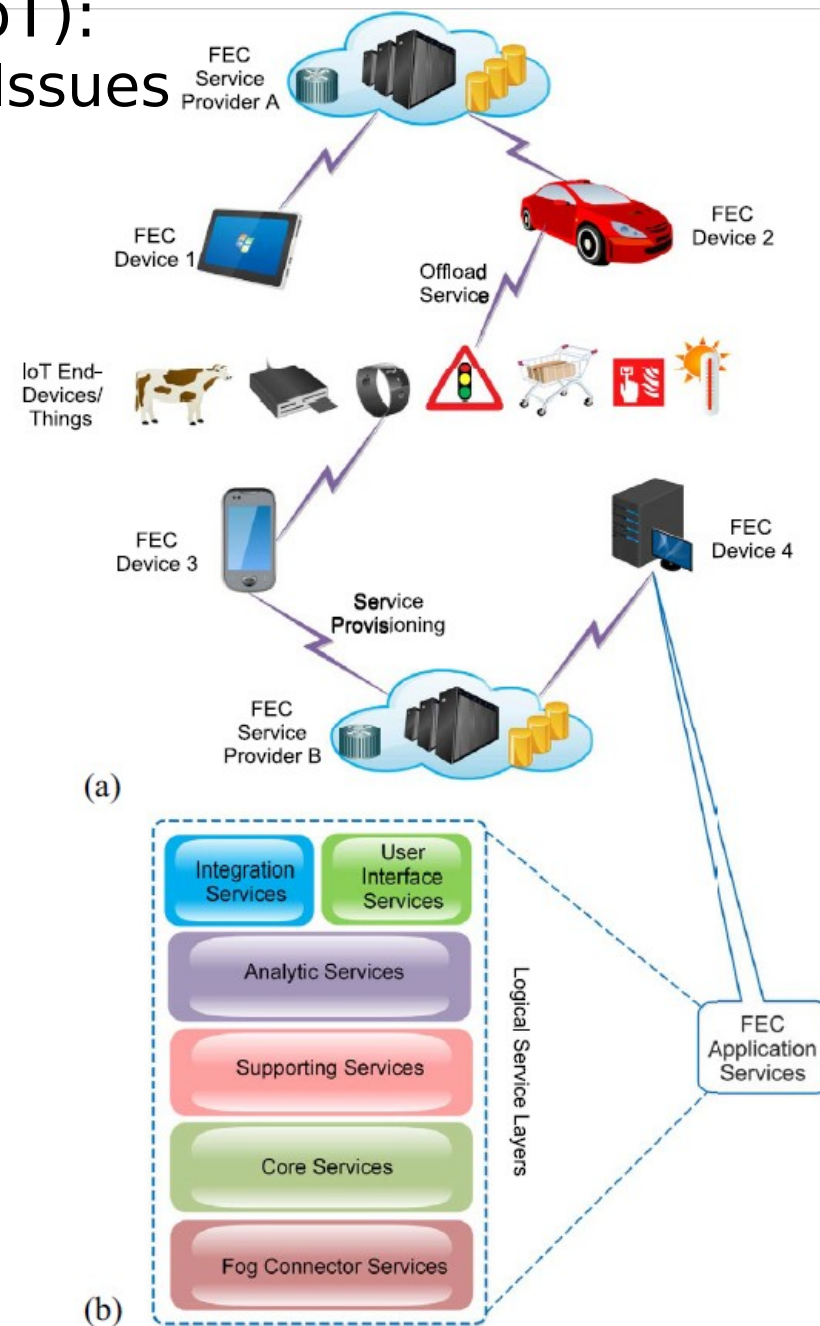 oT):
Issues
FEC
Service
Provider A
FEC
Device 1
FEC
Device 2
Offload
Service
IoT End-
Devices/
Things
FEC
Device 3
FEC
Device 4
Service
Provisioning
FEC
Service
Provider B
(a)
Integration
Services
User
Interface
Services
Analytic Services
Supporting Services
Core Services
Fog Connector Services
Logical Service Layers
FEC
Application
Services
(b)